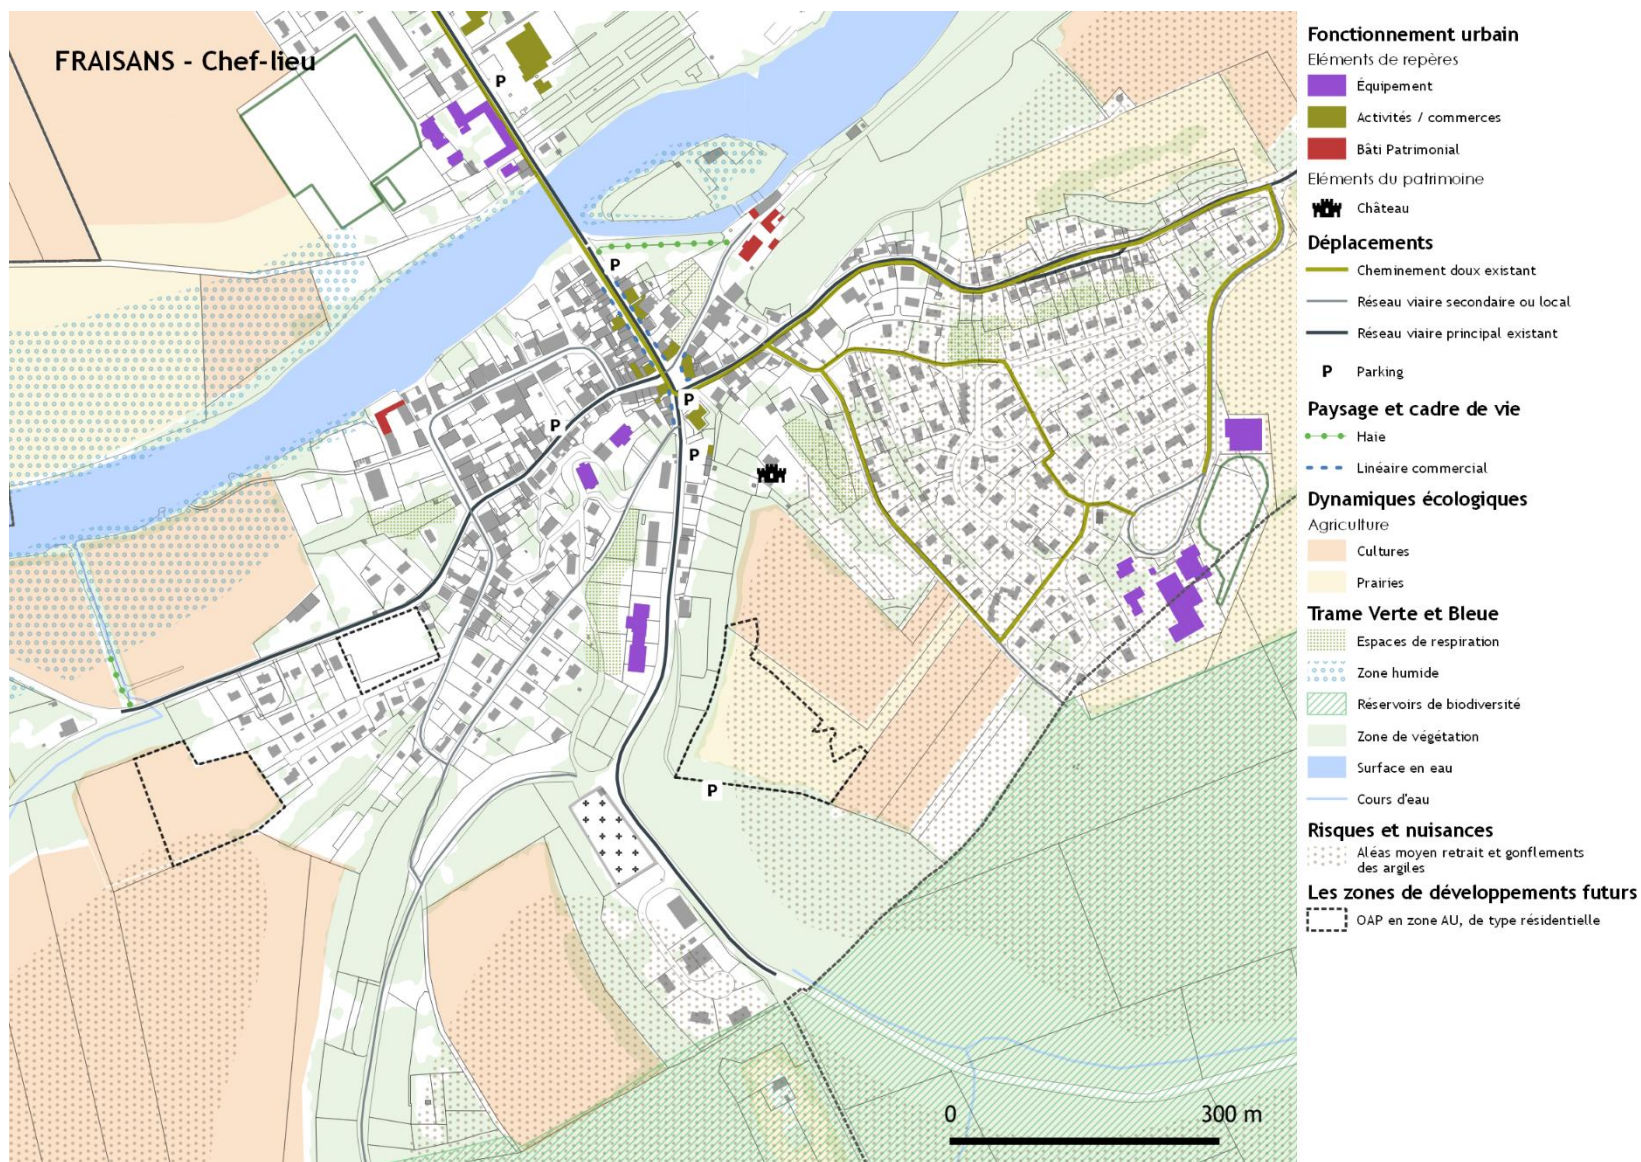 FRAISANS - Chef-lieu
P
P
P
P
P
P
0
300 m
Fonctionnement urbain
Eléments de repères
Équipement
Activités / commerces
Bâti Patrimonial
Eléments du patrimoine
Château
Déplacements
Cheminement doux existant
Réseau viaire secondaire ou local
Réseau viaire principal existant
P Parking
Paysage et cadre de vie
Haie
Linéaire commercial
Dynamiques écologiques
Agriculture
Cultures
Prairies
Trame Verte et Bleue
Espaces de respiration
Zone humide
Réservoirs de biodiversité
Zone de végétation
Surface en eau
Cours d'eau
Risques et nuisances
Aléas moyen retrait et gonflements
des argiles
Les zones de développements futurs
OAP en zone AU, de type résidentielle